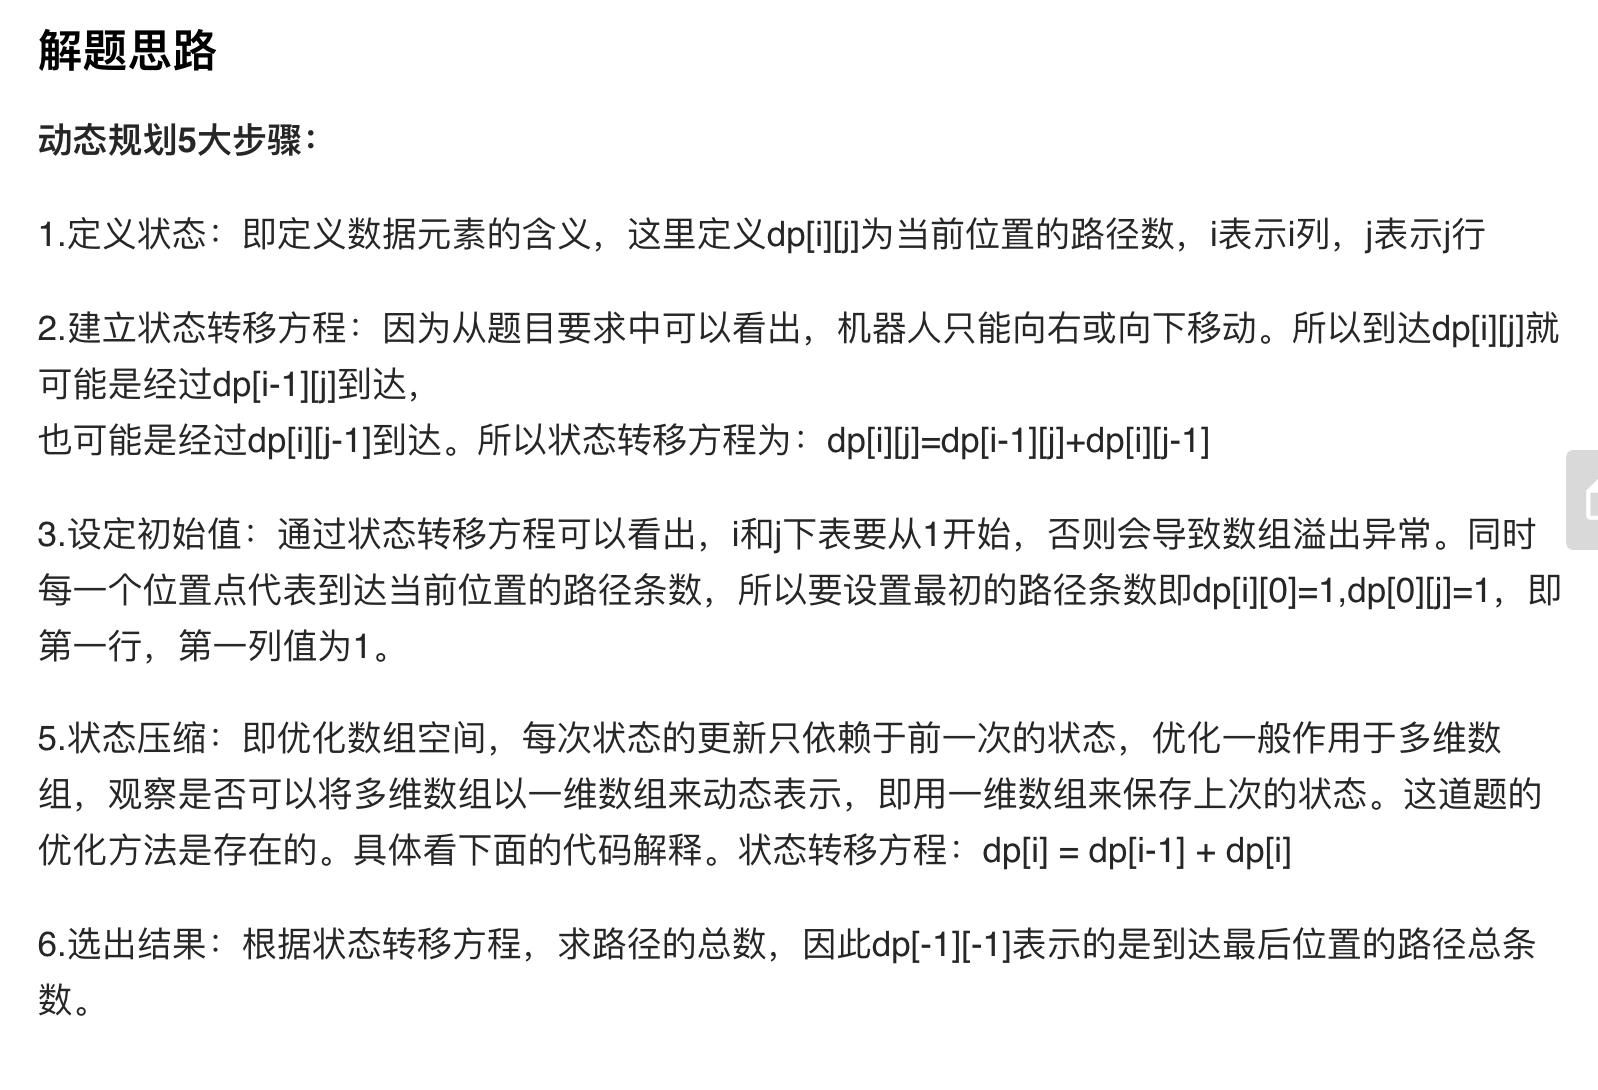 解题思路
动态规划5大步骤：
1.定义状态：即定义数据元素的含义，这里定义dp[i][j]为当前位置的路径数，i表示i列，j表示j行
2.建立状态转移方程：因为从题目要求中可以看出，机器人只能向右或向下移动。所以到达dp[i][j]就
可能是经过dp[i-1][j]到达，
也可能是经过dp[i][j-1]到达。所以状态转移方程为：dp[i][j]=dp[i-1][j]+dp[i][j-1]
3.设定初始值：通过状态转移方程可以看出，i和j下表要从1开始，否则会导致数组溢出异常。同时
每一个位置点代表到达当前位置的路径条数，所以要设置最初的路径条数即dp[i][0]=1,dp[0][j]=1，即
第一行，第一列值为1。
5.状态压缩：即优化数组空间，每次状态的更新只依赖于前一次的状态，优化一般作用于多维数
组，观察是否可以将多维数组以一维数组来动态表示，即用一维数组来保存上次的状态。这道题的
优化方法是存在的。具体看下面的代码解释。状态转移方程：dp[i] = dp[i-1] + dp[i]
6.选出结果：根据状态转移方程，求路径的总数，因此dp[-1][-1]表示的是到达最后位置的路径总条
数。